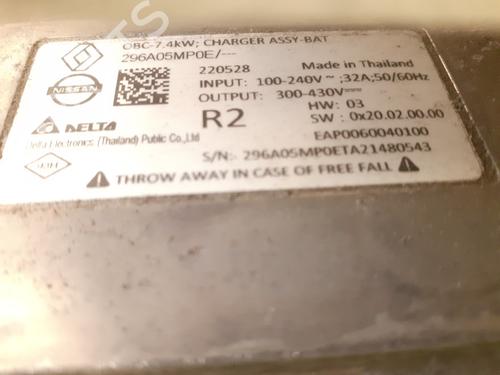 OBC-7.4kW; CHARGER ASSY-BAT
296A05MP0E/---
220528 Made in Thailand
INPUT: 100-240V~ ;32A;50/60Hz
OUTPUT: 300-430V
R2
HW: 03
SW : 0x20.02.00.00
EAP0060040100
NISSAN
DELTA
Delta Electronics (Thailand) Public Co.,Ltd
S/N: 296A05MP0ETA21480543
THROW AWAY IN CASE OF FREE FALL